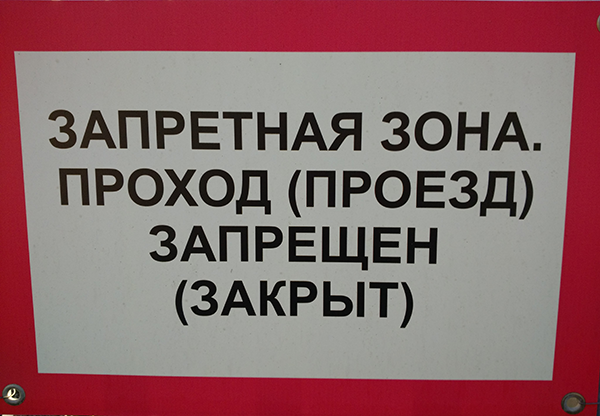 ЗАПРЕТНАЯ ЗОНА.
ПРОХОД (ПРОЕЗД)
ЗАПРЕЩЕН
(ЗАКРЫТ)